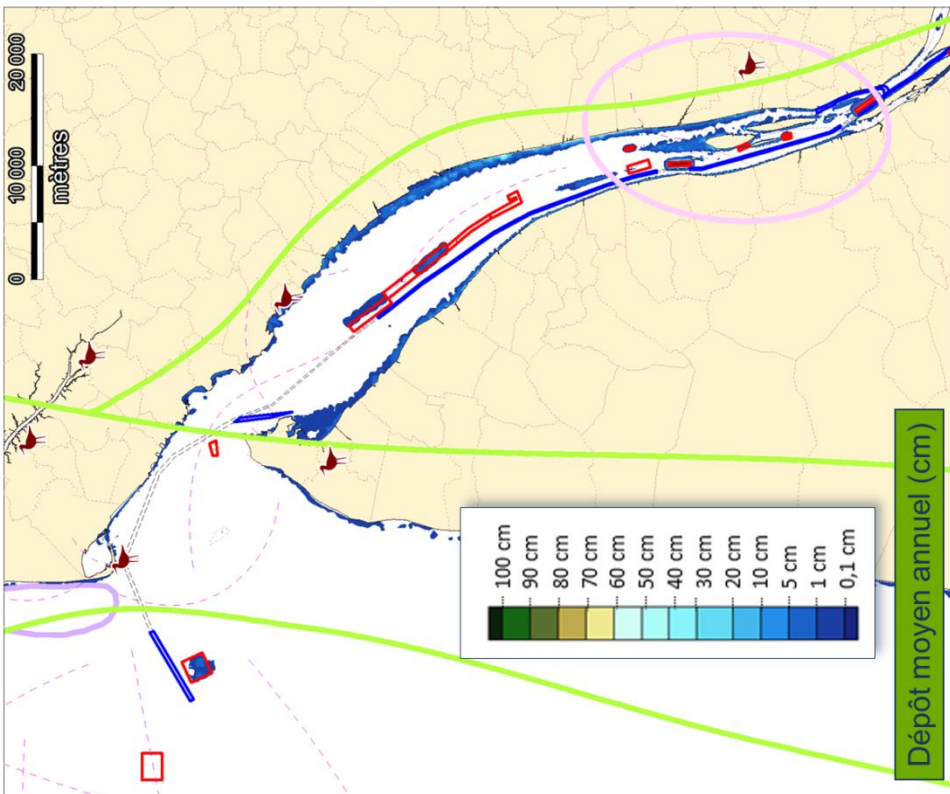 0
10 000
20 000
mètres
100 cm
90 cm
80 cm
70 cm
60 cm
50 cm
40 cm
30 cm
20 cm
10 cm
5 cm
1 cm
0,1 cm
Dépôt moyen annuel (cm)